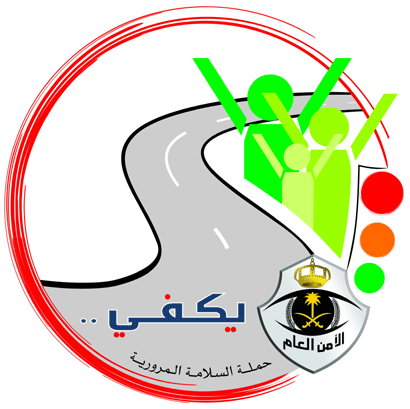 يكفي ..
حملة السلامة المرورية
الأمن العام